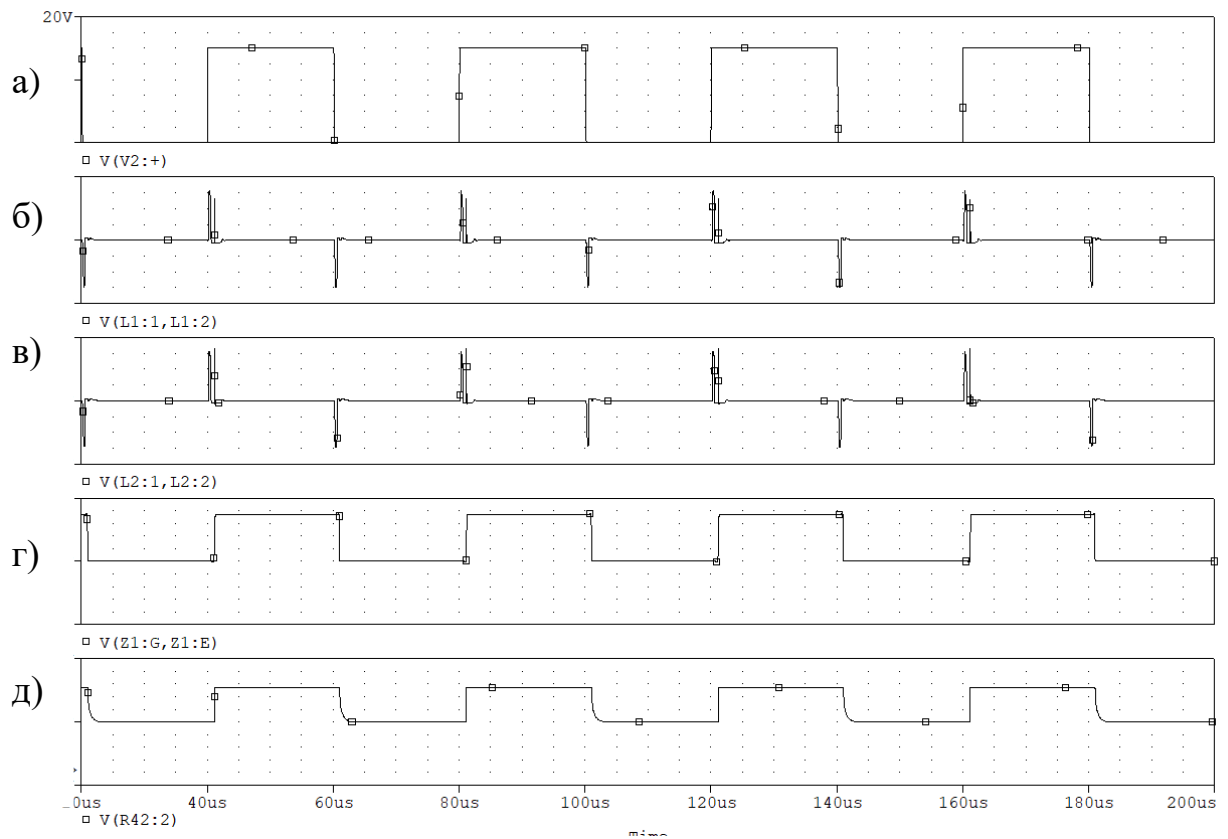 20V
а)
□ V(V2:+)
б)
□ V(L1:1,L1:2)
в)
□ V(L2:1,L2:2)
г)
□ V(Z1:G,Z1:E)
д)
0us 40us 60us 80us 100us 120us 140us 160us 180us 200us
□ V(R42:2)
Time